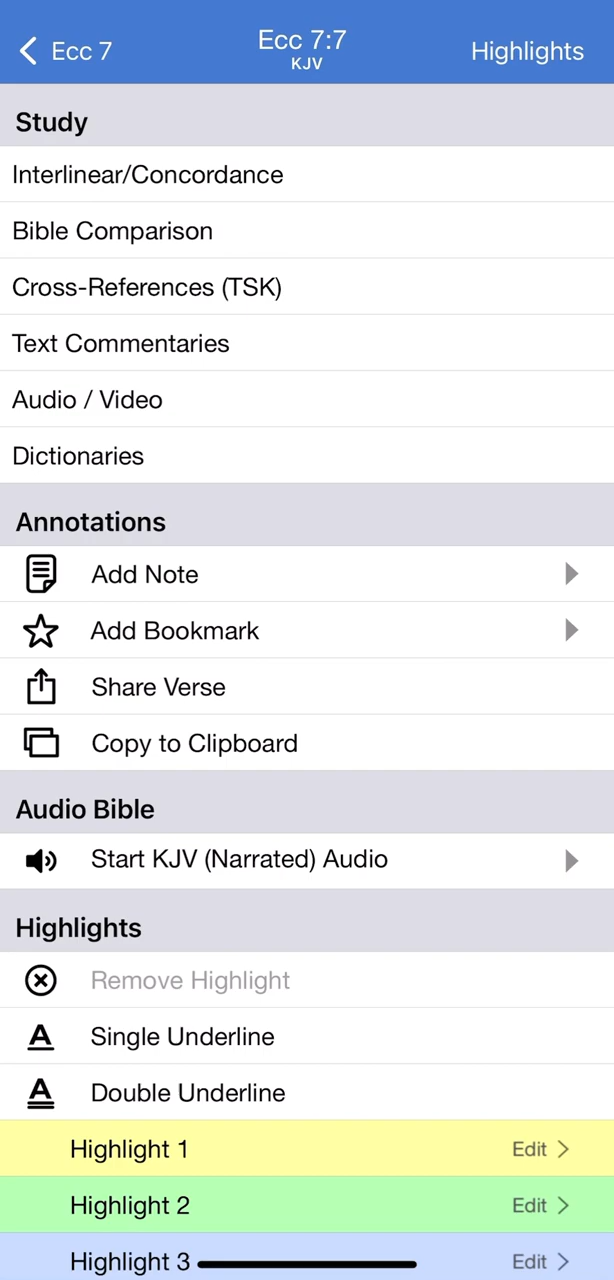 Ecc 7
Ecc 7:7
KJV
Highlights
Study
Interlinear/Concordance
Bible Comparison
Cross-References (TSK)
Text Commentaries
Audio / Video
Dictionaries
Annotations
Add Note
Add Bookmark
Share Verse
Copy to Clipboard
Audio Bible
Start KJV (Narrated) Audio
Highlights
Remove Highlight
A Single Underline
A Double Underline
Highlight 1 Edit
Highlight 2 Edit
Highlight 3 Edit